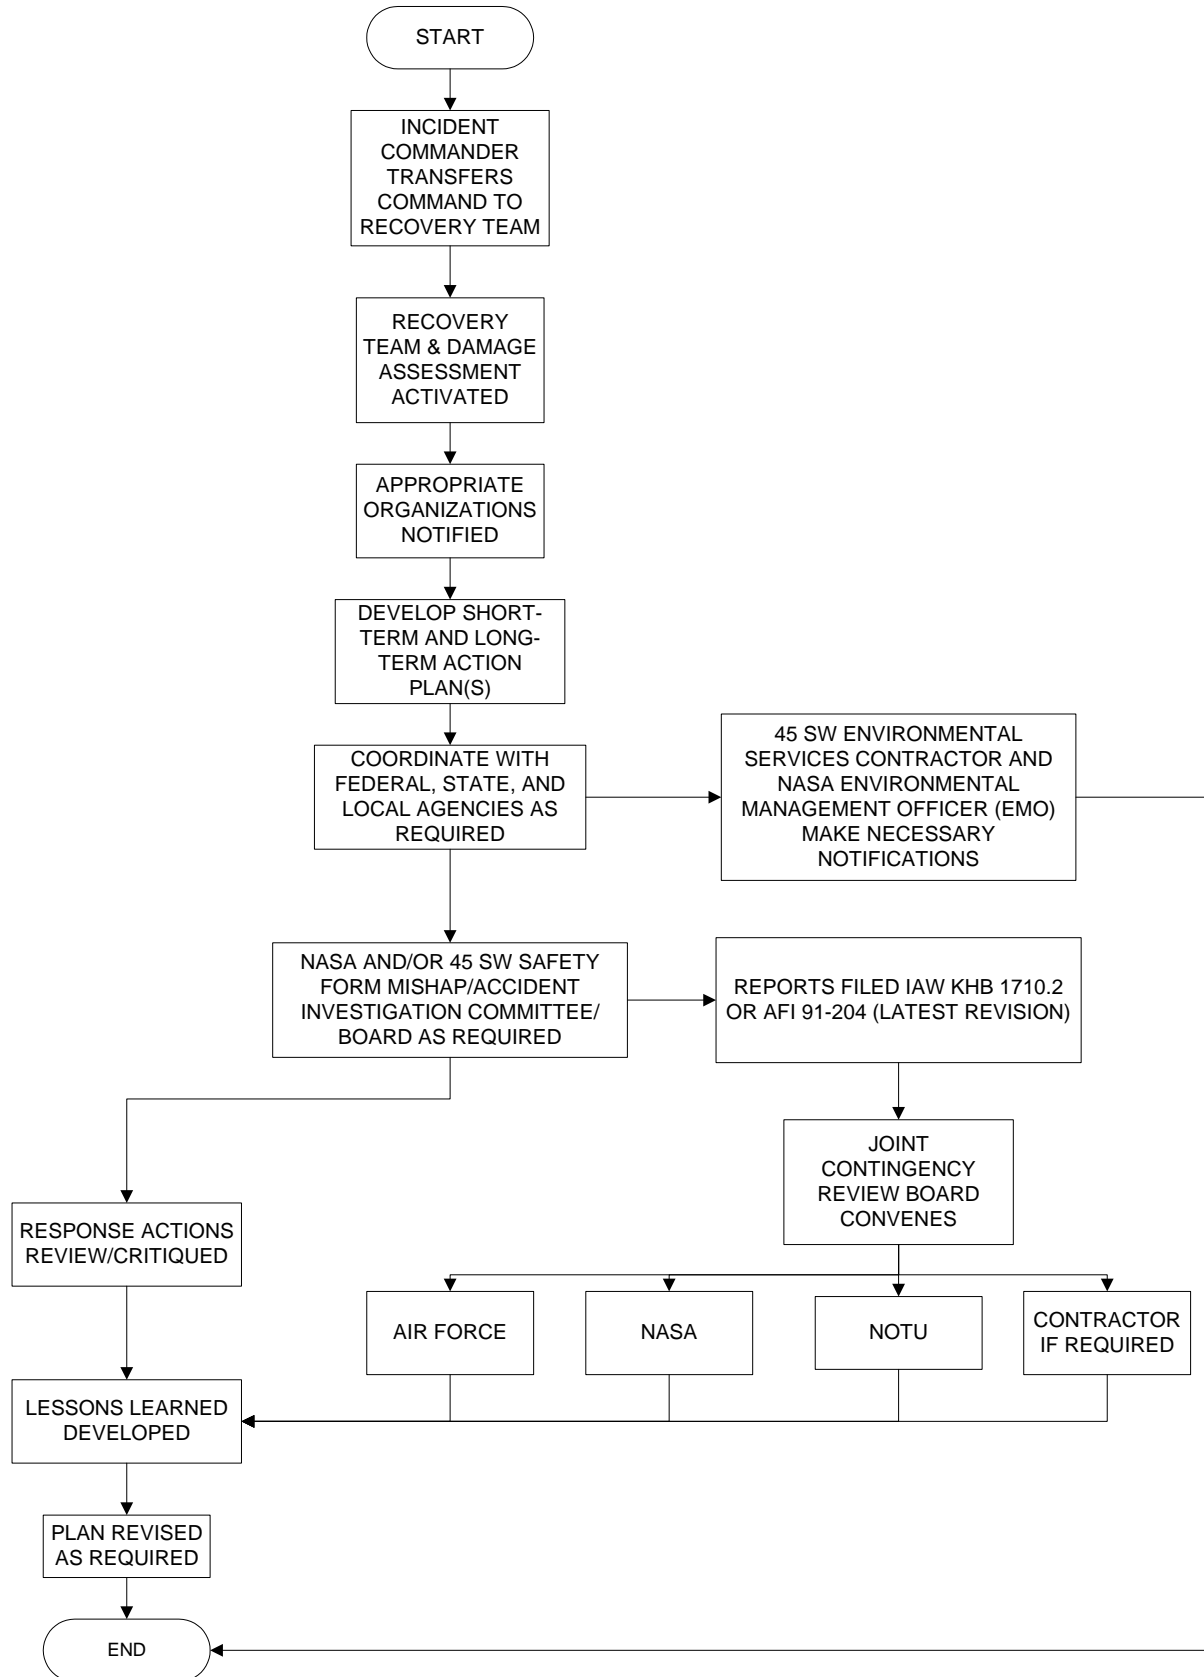 START
INCIDENT
COMMANDER
TRANSFERS
COMMAND TO
RECOVERY TEAM
RECOVERY
TEAM & DAMAGE
ASSESSMENT
ACTIVATED
APPROPRIATE
ORGANIZATIONS
NOTIFIED
DEVELOP SHORT-
TERM AND LONG-
TERM ACTION
PLAN(S)
COORDINATE WITH
FEDERAL, STATE, AND
LOCAL AGENCIES AS
REQUIRED
45 SW ENVIRONMENTAL
SERVICES CONTRACTOR AND
NASA ENVIRONMENTAL
MANAGEMENT OFFICER (EMO)
MAKE NECESSARY
NOTIFICATIONS
NASA AND/OR 45 SW SAFETY
FORM MISHAP/ACCIDENT
INVESTIGATION COMMITTEE/
BOARD AS REQUIRED
REPORTS FILED IAW KHB 1710.2
OR AFI 91-204 (LATEST REVISION)
JOINT
CONTINGENCY
REVIEW BOARD
CONVENES
RESPONSE ACTIONS
REVIEW/CRITIQUED
AIR FORCE
NASA
NOTU
CONTRACTOR
IF REQUIRED
LESSONS LEARNED
DEVELOPED
PLAN REVISED
AS REQUIRED
END